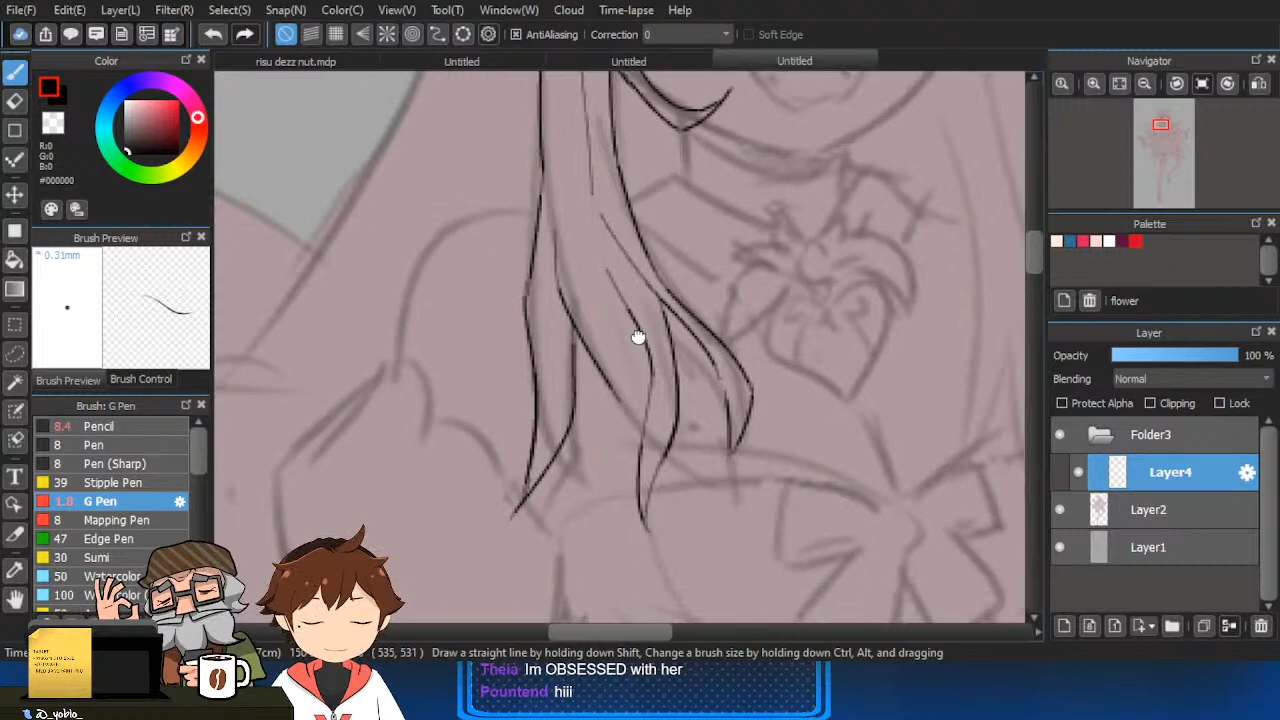 File(F) Edit(E) Layer(L) Filter(R) Select(S) Snap(N) Color(C) View(V) Tool(T) Window(W) Cloud Time-lapse Help
AntiAliasing Correction 0 Soft Edge
Color
risu dezz nut.mdp Untitled Untitled Untitled
Navigator
R:0
G:0
B:0
#000000
Brush Preview
0.31mm
Brush Preview Brush Control
Brush: G Pen
8.4 Pencil
8 Pen
8 Pen (Sharp)
39 Stipple Pen
1.8 G Pen
8 Mapping Pen
47 Edge Pen
30 Sumi
50
100
Palette
flower
Layer
Opacity 100 %
Blending Normal
Protect Alpha Clipping Lock
Folder3
Layer4
Layer2
Layer1
( 535, 531 ) Draw a straight line by holding down Shift, Change a brush size by holding down Ctrl, Alt, and dragging
TABLET:
Theia Im OBSESSED with her
Pountend hiii